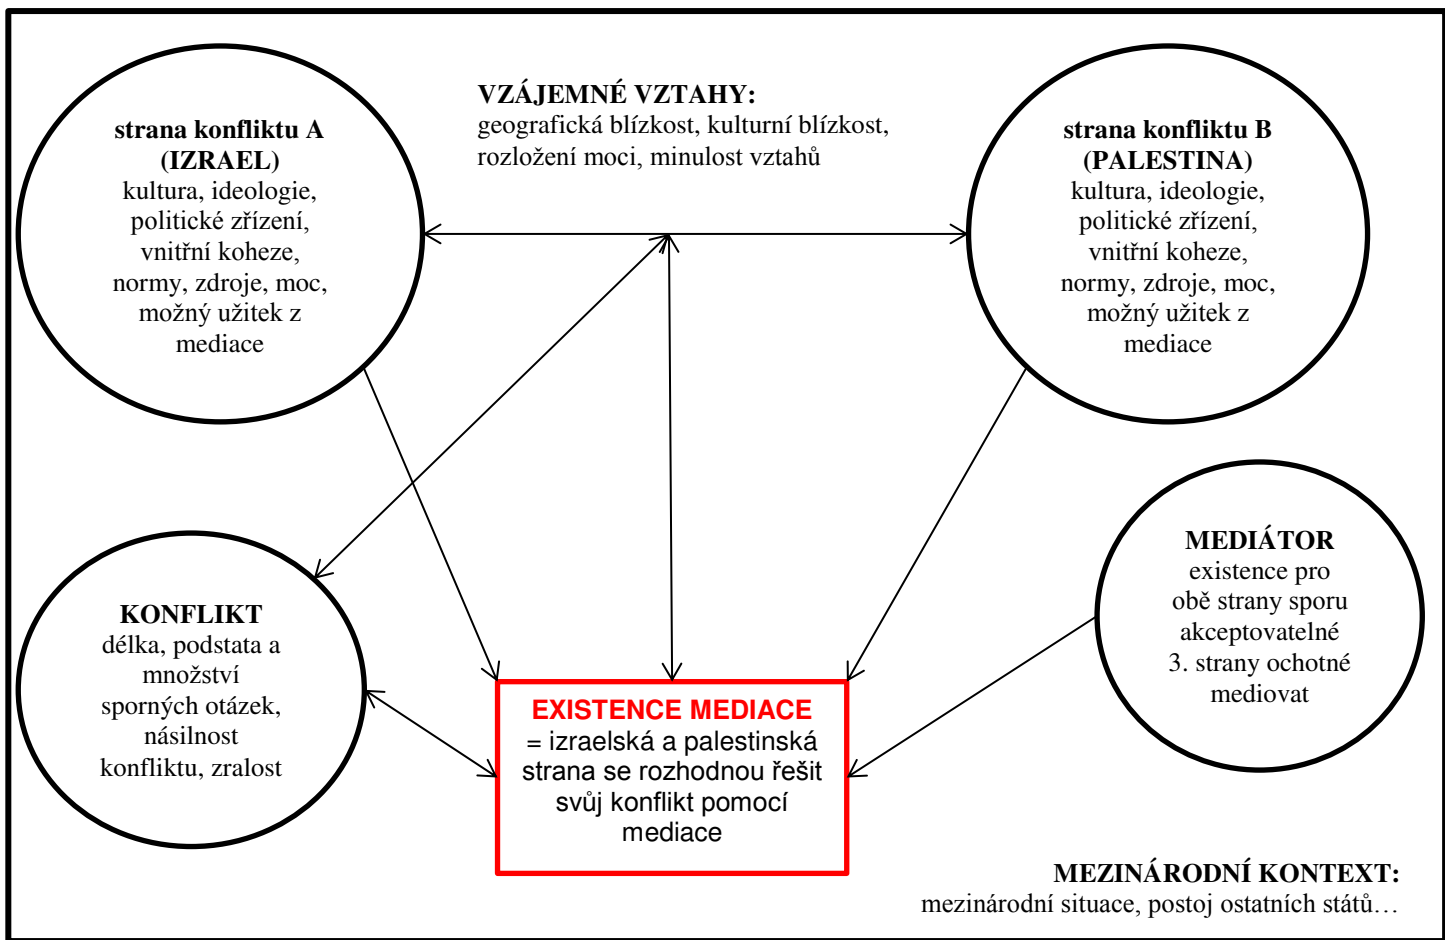 VZÁJEMNÉ VZTAHY:
geografická blízkost, kulturní blízkost,
rozložení moci, minulost vztahů
strana konfliktu A
(IZRAEL)
kultura, ideologie,
politické zřízení,
vnitřní koheze,
normy, zdroje, moc,
možný užitek z
mediace
strana konfliktu B
(PALESTINA)
kultura, ideologie,
politické zřízení,
vnitřní koheze,
normy, zdroje, moc,
možný užitek z
mediace
KONFLIKT
délka, podstata a
množství
sporných otázek,
násilnost
konfliktu, zralost
EXISTENCE MEDIACE
= izraelská a palestinská
strana se rozhodnou řešit
svůj konflikt pomocí
mediace
MEDIÁTOR
existence pro
obě strany sporu
akceptovatelné
3. strany ochotné
mediovat
MEZINÁRODNÍ KONTEXT:
mezinárodní situace, postoj ostatních států…